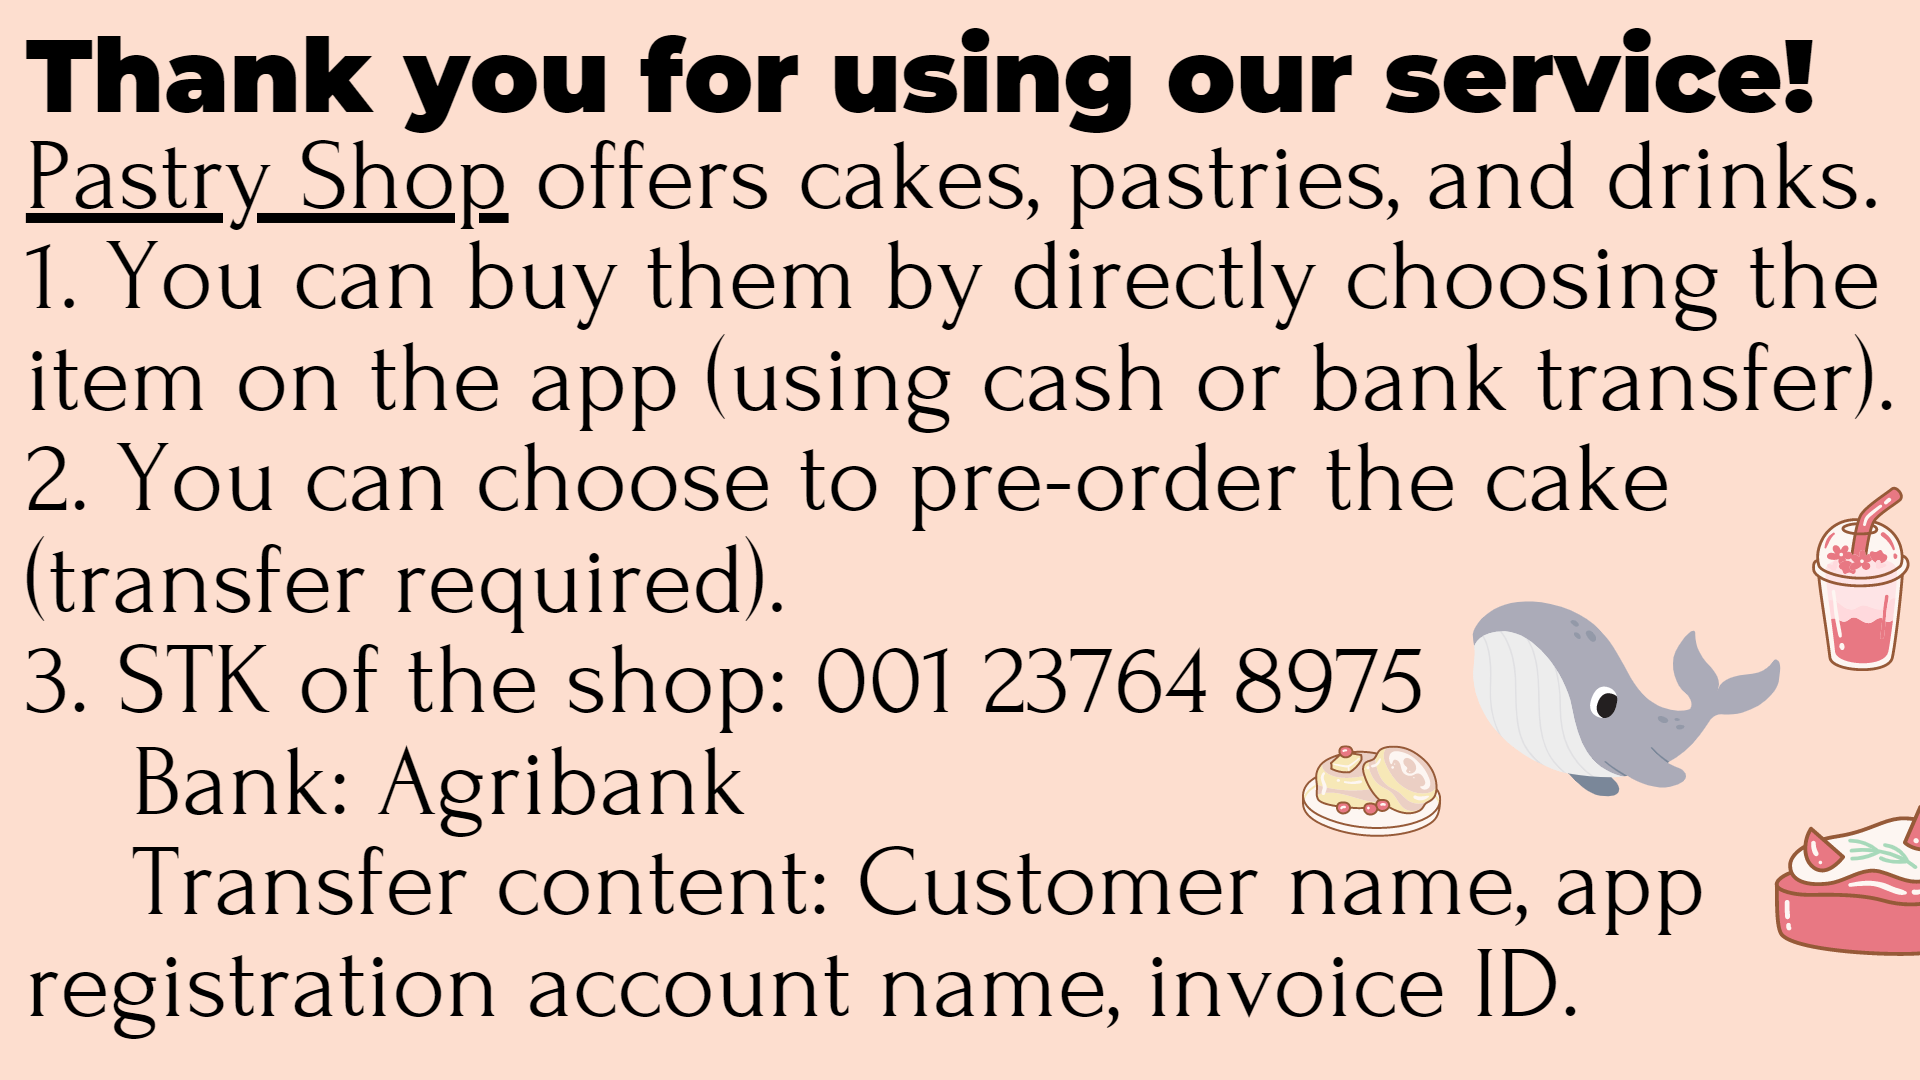 Thank you for using our service!
Pastry Shop offers cakes, pastries, and drinks.
1. You can buy them by directly choosing the
item on the app (using cash or bank transfer).
2. You can choose to pre-order the cake
(transfer required).
3. STK of the shop: 001 23764 8975
Bank: Agribank
Transfer content: Customer name, app
registration account name, invoice ID.